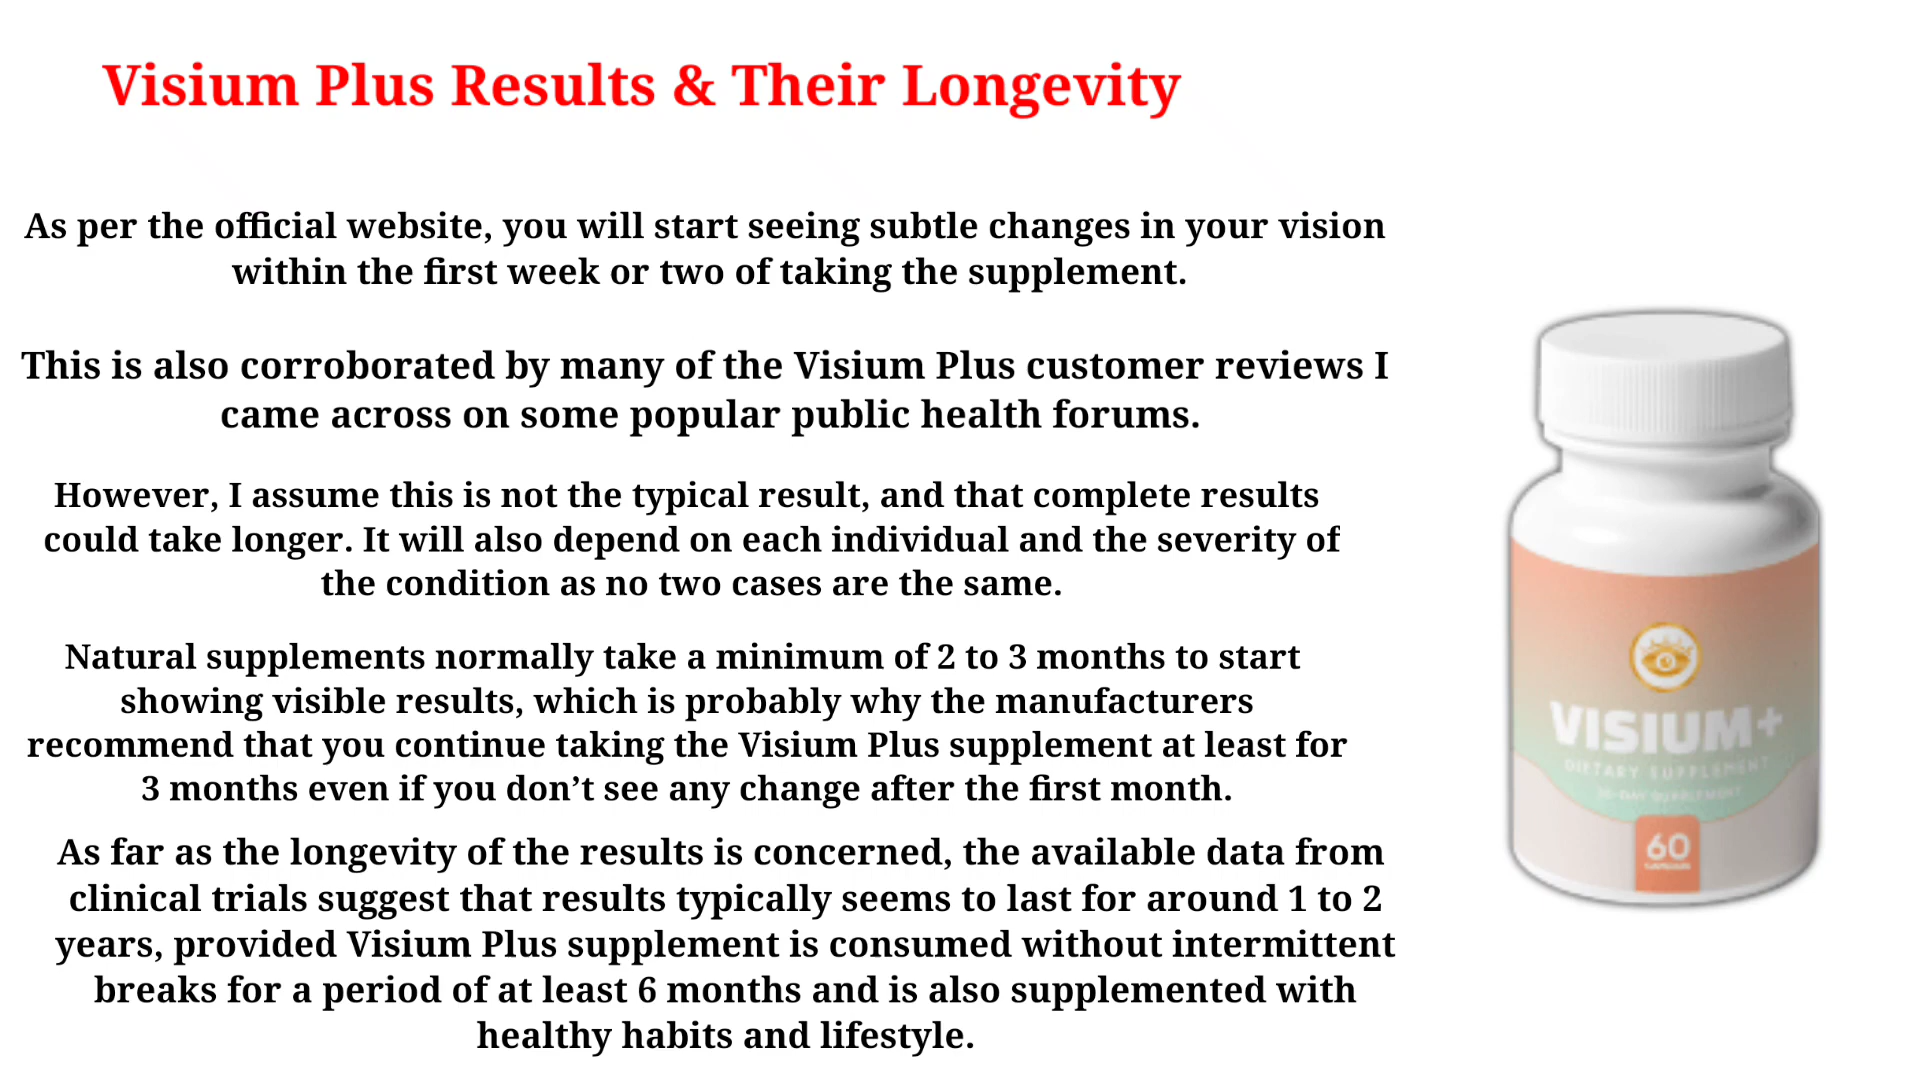 Visium Plus Results & Their Longevity
As per the official website, you will start seeing subtle changes in your vision
within the first week or two of taking the supplement.
This is also corroborated by many of the Visium Plus customer reviews I
came across on some popular public health forums.
However, I assume this is not the typical result, and that complete results
could take longer. It will also depend on each individual and the severity of
the condition as no two cases are the same.
Natural supplements normally take a minimum of 2 to 3 months to start
showing visible results, which is probably why the manufacturers
recommend that you continue taking the Visium Plus supplement at least for
3 months even if you don’t see any change after the first month.
As far as the longevity of the results is concerned, the available data from
clinical trials suggest that results typically seems to last for around 1 to 2
years, provided Visium Plus supplement is consumed without intermittent
breaks for a period of at least 6 months and is also supplemented with
healthy habits and lifestyle.
VISIUM+
DIETARY SUPPLEMENT
60